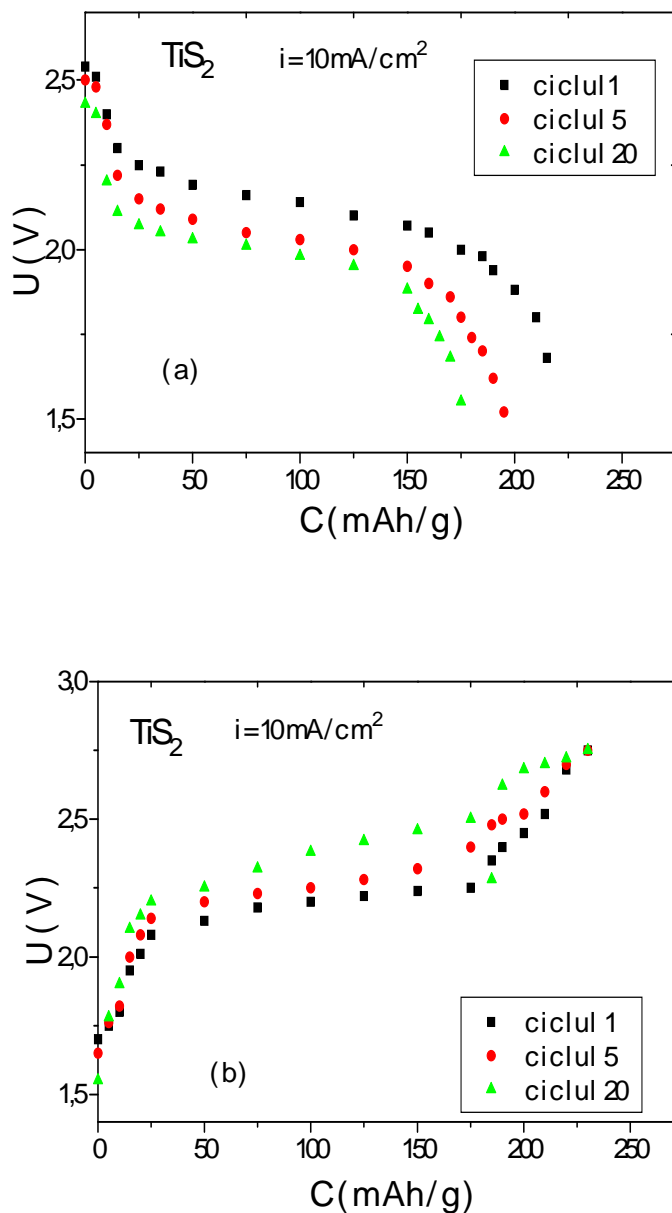 TiS2 i=10mA/cm2
ciclul 1
ciclul 5
ciclul 20
2,5
2,0
1,5
U(V)
(a)
0 50 100 150 200 250
C(mAh/g)
3,0
TiS2 i=10mA/cm2
2,5
2,0
1,5
U(V)
ciclul 1
ciclul 5
ciclul 20
(b)
0 50 100 150 200 250
C(mAh/g)